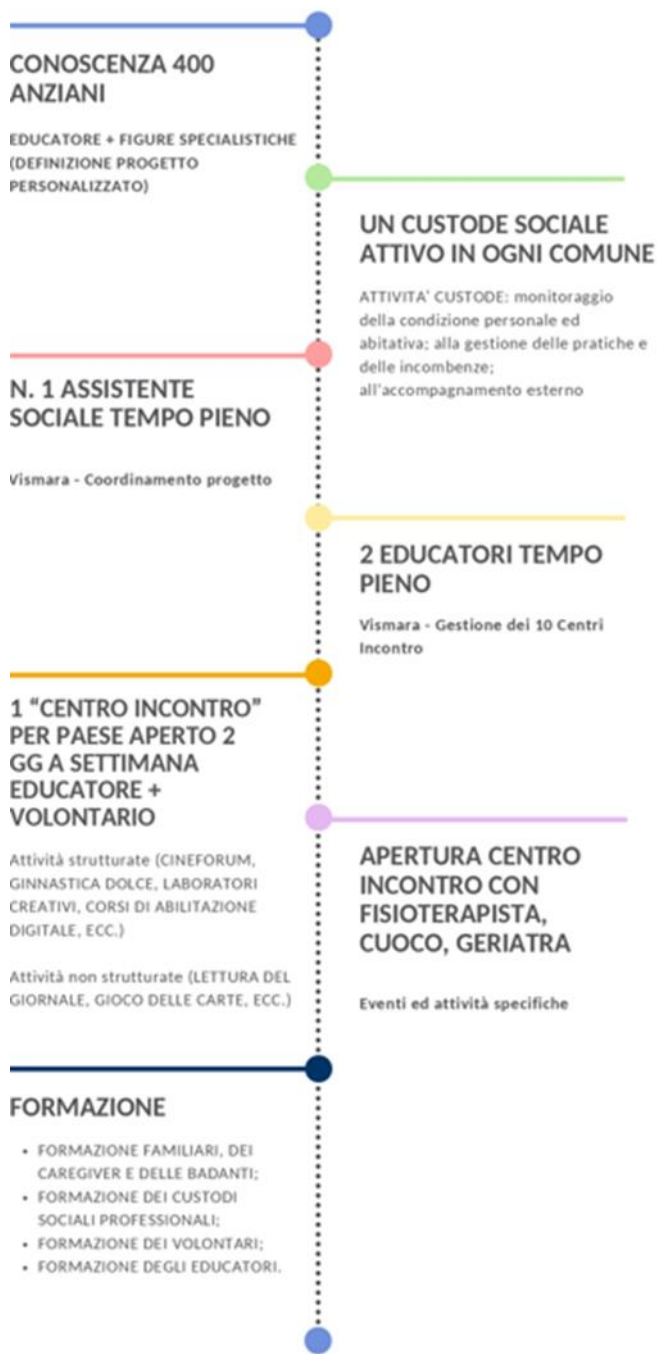 CONOSCENZA 400
ANZIANI
EDUCATORE + FIGURE SPECIALISTICHE
(DEFINIZIONE PROGETTO
PERSONALIZZATO)
UN CUSTODE SOCIALE
ATTIVO IN OGNI COMUNE
ATTIVITA' CUSTODE: monitoraggio
della condizione personale ed
abitativa; alla gestione delle pratiche e
delle incombenze;
all'accompagnamento esterno
N. 1 ASSISTENTE
SOCIALE TEMPO PIENO
Vismara - Coordinamento progetto
2 EDUCATORI TEMPO
PIENO
Vismara - Gestione dei 10 Centri
Incontro
1 “CENTRO INCONTRO”
PER PAESE APERTO 2
GG A SETTIMANA
EDUCATORE +
VOLONTARIO
Attività strutturate (CINEFORUM,
GINNASTICA DOLCE, LABORATORI
CREATIVI, CORSI DI ABILITAZIONE
DIGITALE, ECC.)
Attività non strutturate (LETTURA DEL
GIORNALE, GIOCO DELLE CARTE, ECC.)
APERTURA CENTRO
INCONTRO CON
FISIOTERAPISTA,
CUOCO, GERIATRA
Eventi ed attività specifiche
FORMAZIONE
• FORMAZIONE FAMILIARI, DEI
CAREGIVER E DELLE BADANTI;
• FORMAZIONE DEI CUSTODI
SOCIALI PROFESSIONALI;
• FORMAZIONE DEI VOLONTARI;
• FORMAZIONE DEGLI EDUCATORI.